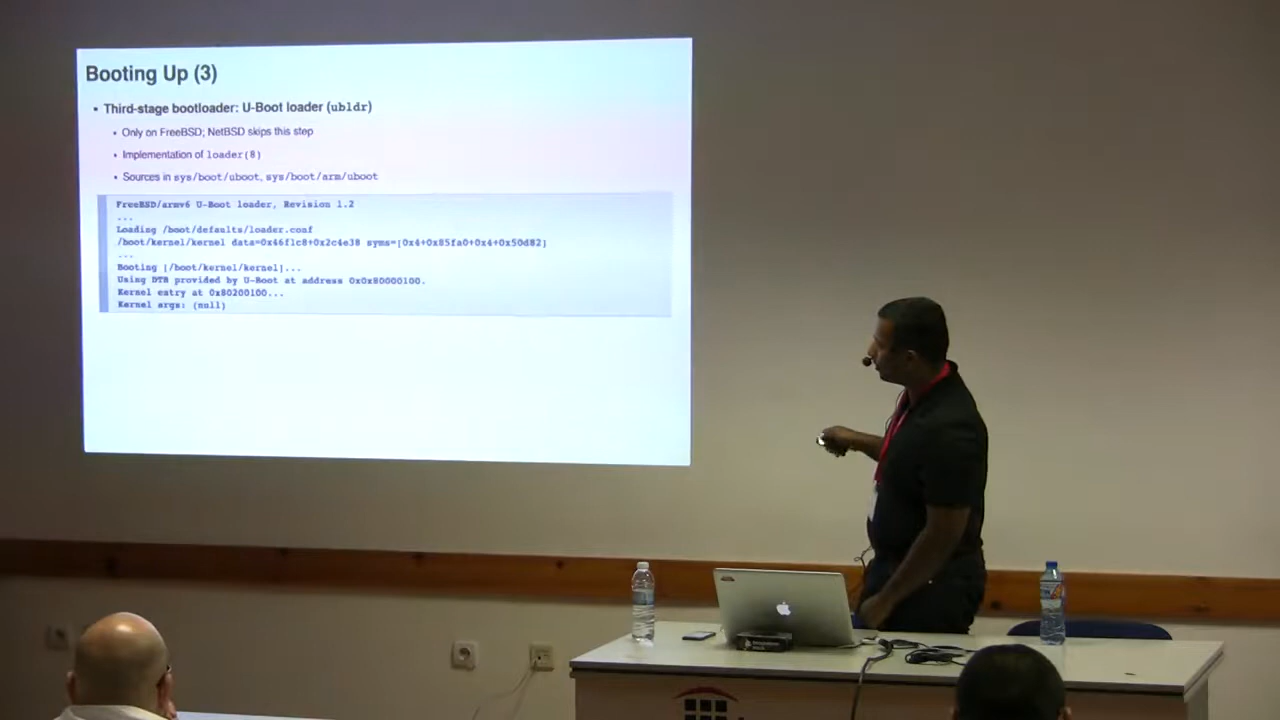 Booting Up (3)
• Third-stage bootloader: U-Boot loader (ubldr)
• Only on FreeBSD; NetBSD skips this step
• Implementation of loader(8)
• Sources in sys/boot/uboot, sys/boot/arm/uboot
FreeBSD/armv6 U-Boot loader, Revision 1.2
...
Loading /boot/defaults/loader.conf
/boot/kernel/kernel data=0x46f1c8+0x2c4e38 syms=[0x4+0x85fa0+0x4+0x50d82]
...
Booting [/boot/kernel/kernel]...
Using DTB provided by U-Boot at address 0x0x80000100.
Kernel entry at 0x80200100...
Kernel args: (null)